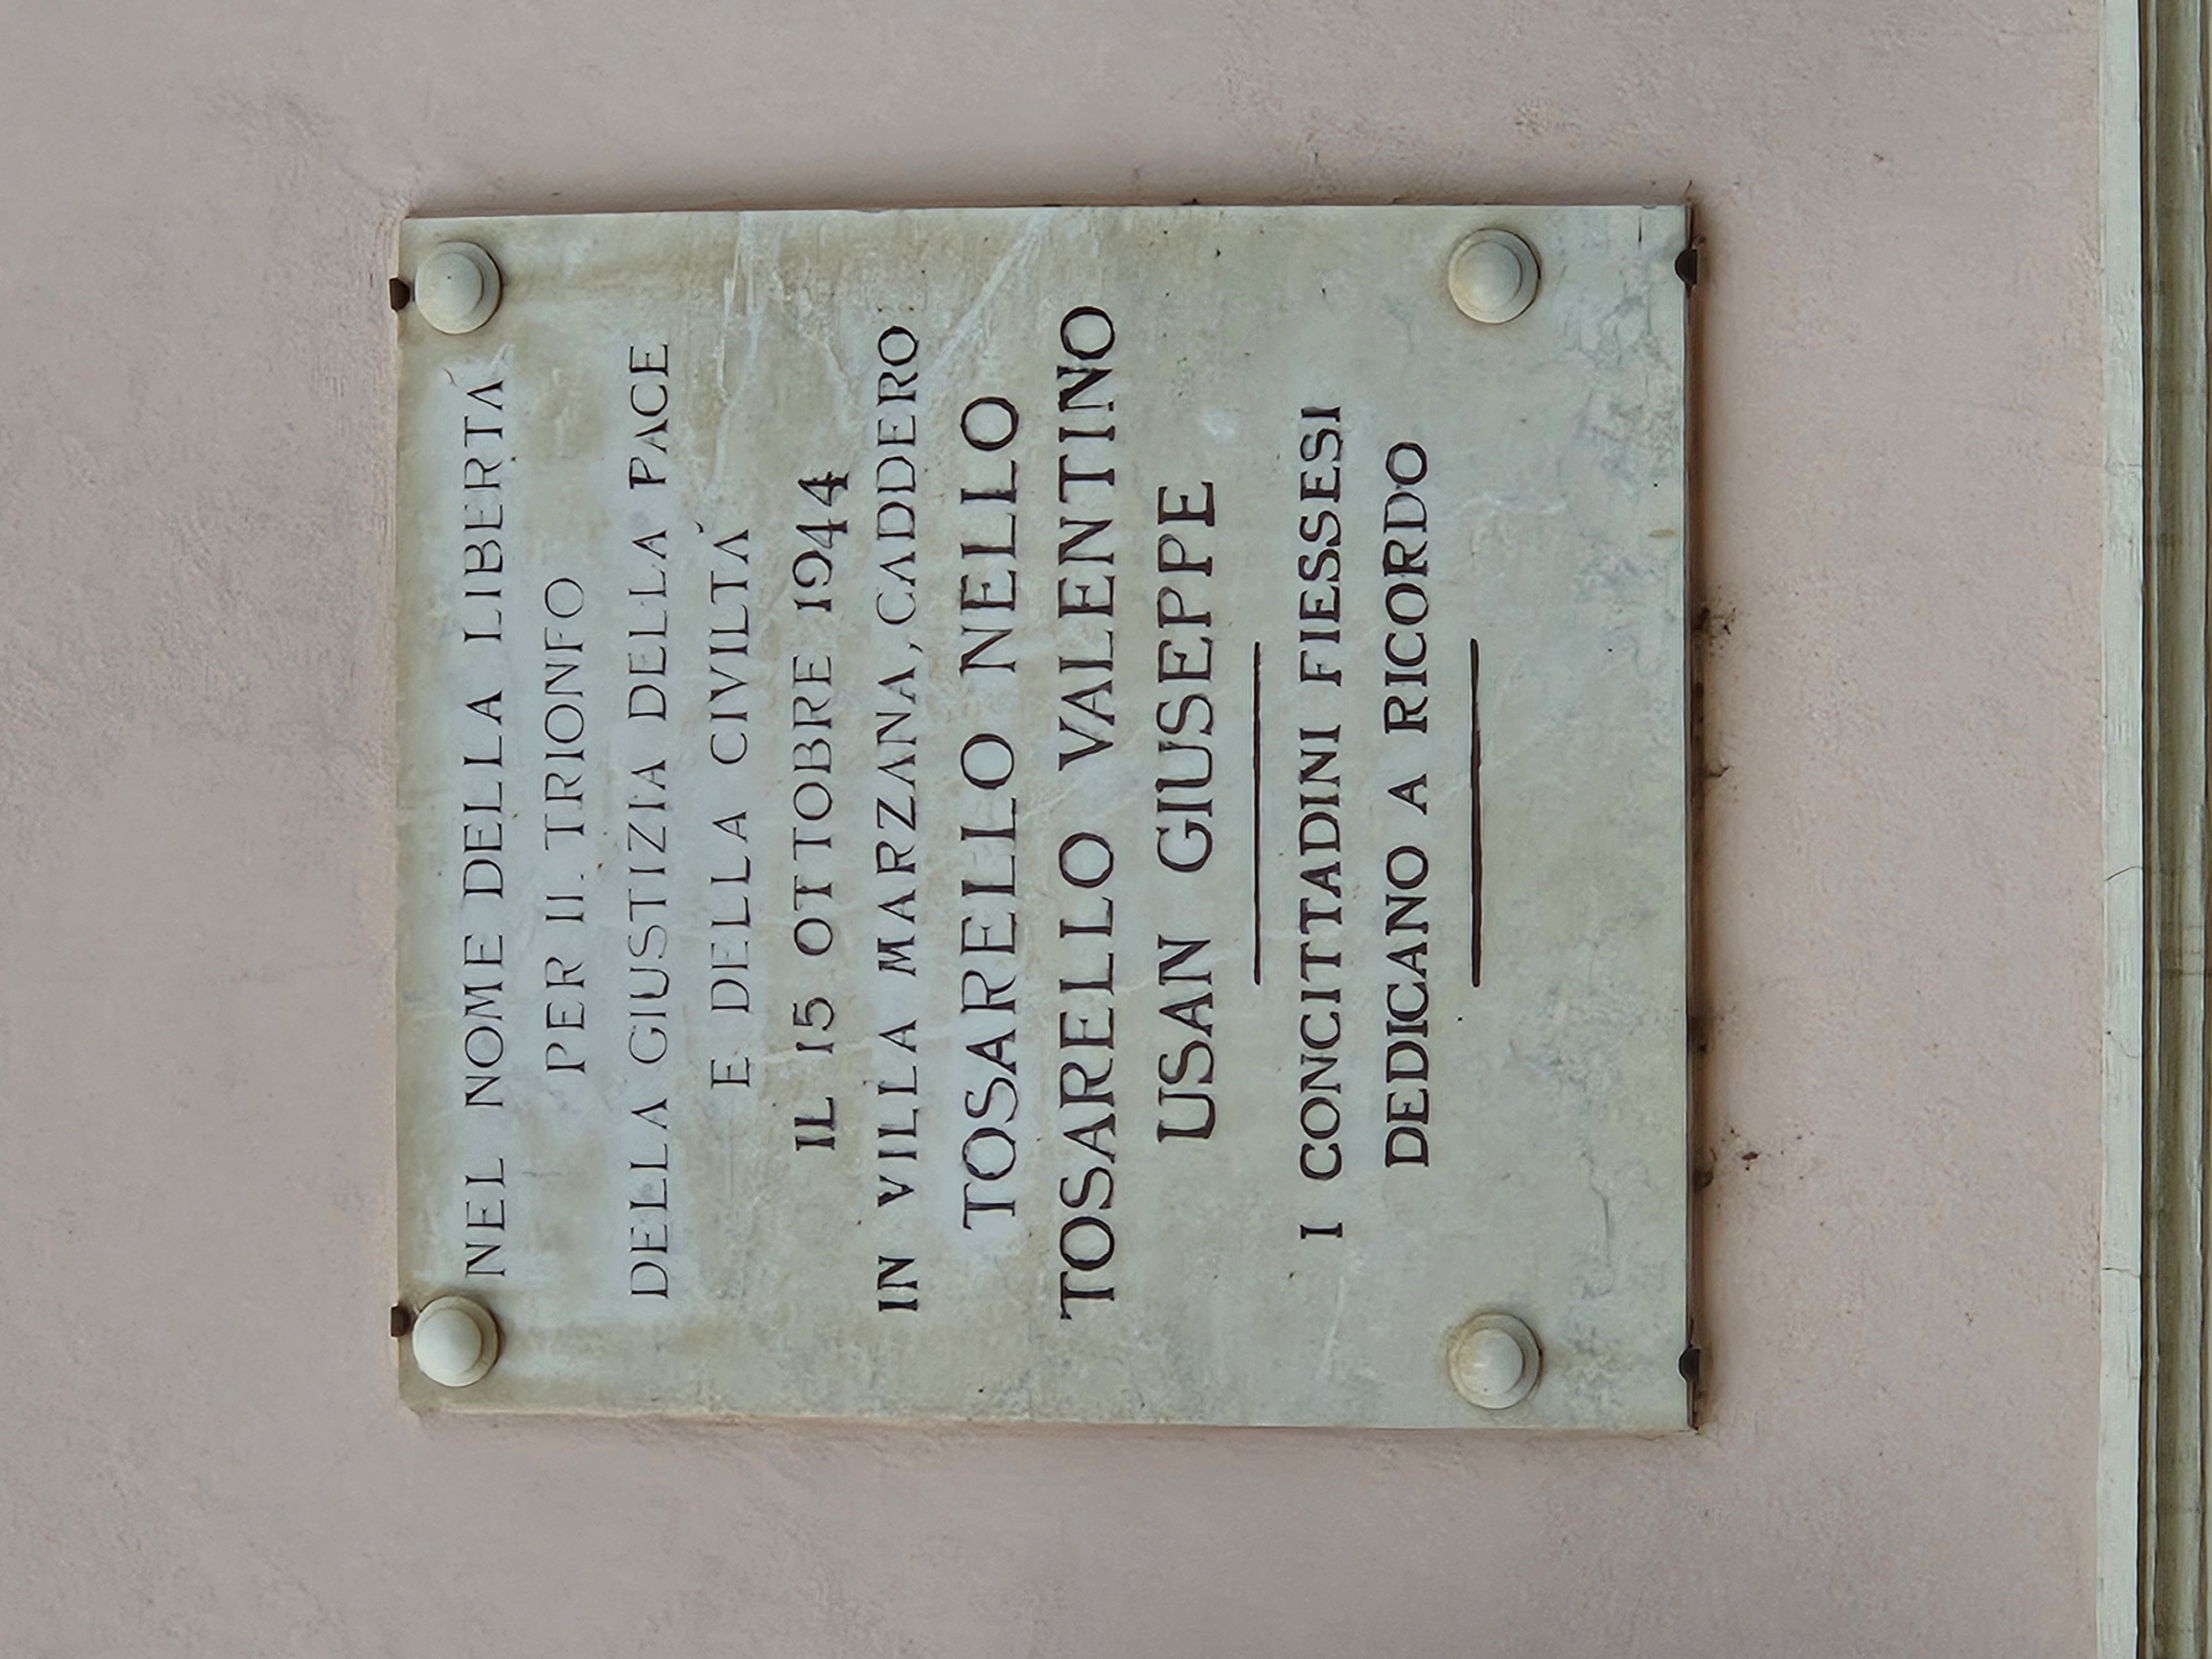 NEL NOME DELLA LIBERTÀ
PER IL TRIONFO
DELLA GIUSTIZIA DELLA PACE
E DELLA CIVILTÀ
IL 15 OTTOBRE 1944
IN VILLA MARZANA, CADDERO
TOSARELLO NELLO
TOSARELLO VALENTINO
USAN GIUSEPPE
I CONCITTADINI FIESSESI
DEDICANO A RICORDO